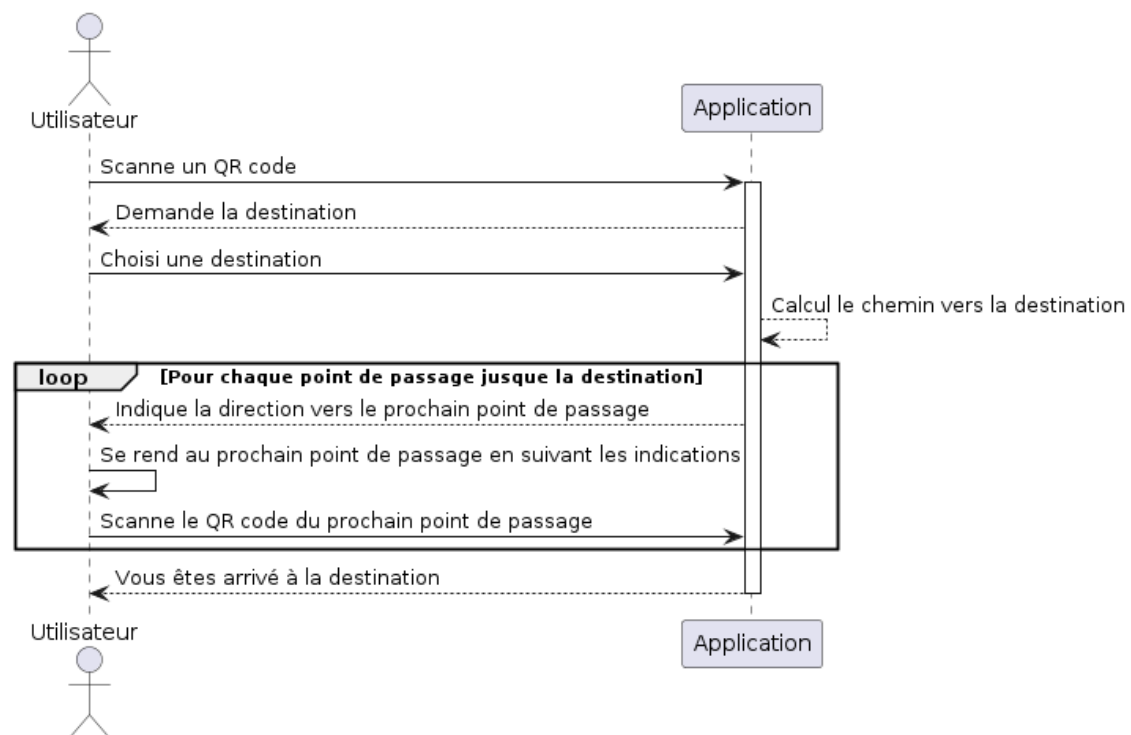 Utilisateur
Application
Scanne un QR code
Demande la destination
Choisi une destination
Calcul le chemin vers la destination
loop [Pour chaque point de passage jusque la destination]
Indique la direction vers le prochain point de passage
Se rend au prochain point de passage en suivant les indications
Scanne le QR code du prochain point de passage
Vous êtes arrivé à la destination
Utilisateur
Application